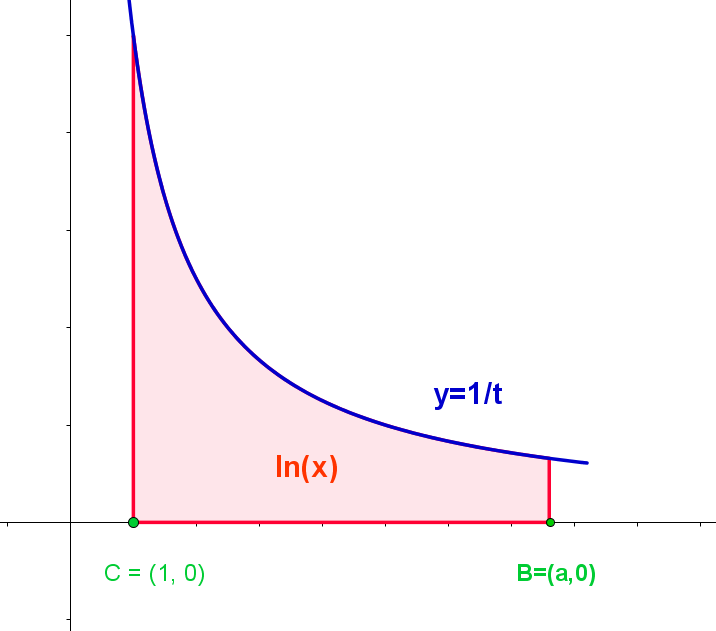 y=1/t
ln(x)
C = (1, 0)
B=(a,0)